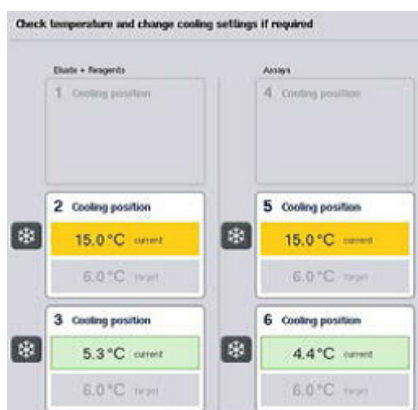 Check temperature and change cooling settings if required
Eluate + Reagents
Assays
1 Cooling position
4 Cooling position
2 Cooling position
5 Cooling position
15.0 °C current
15.0 °C current
6.0 °C target
6.0 °C target
3 Cooling position
6 Cooling position
5.3 °C current
4.4 °C current
6.0 °C target
6.0 °C target